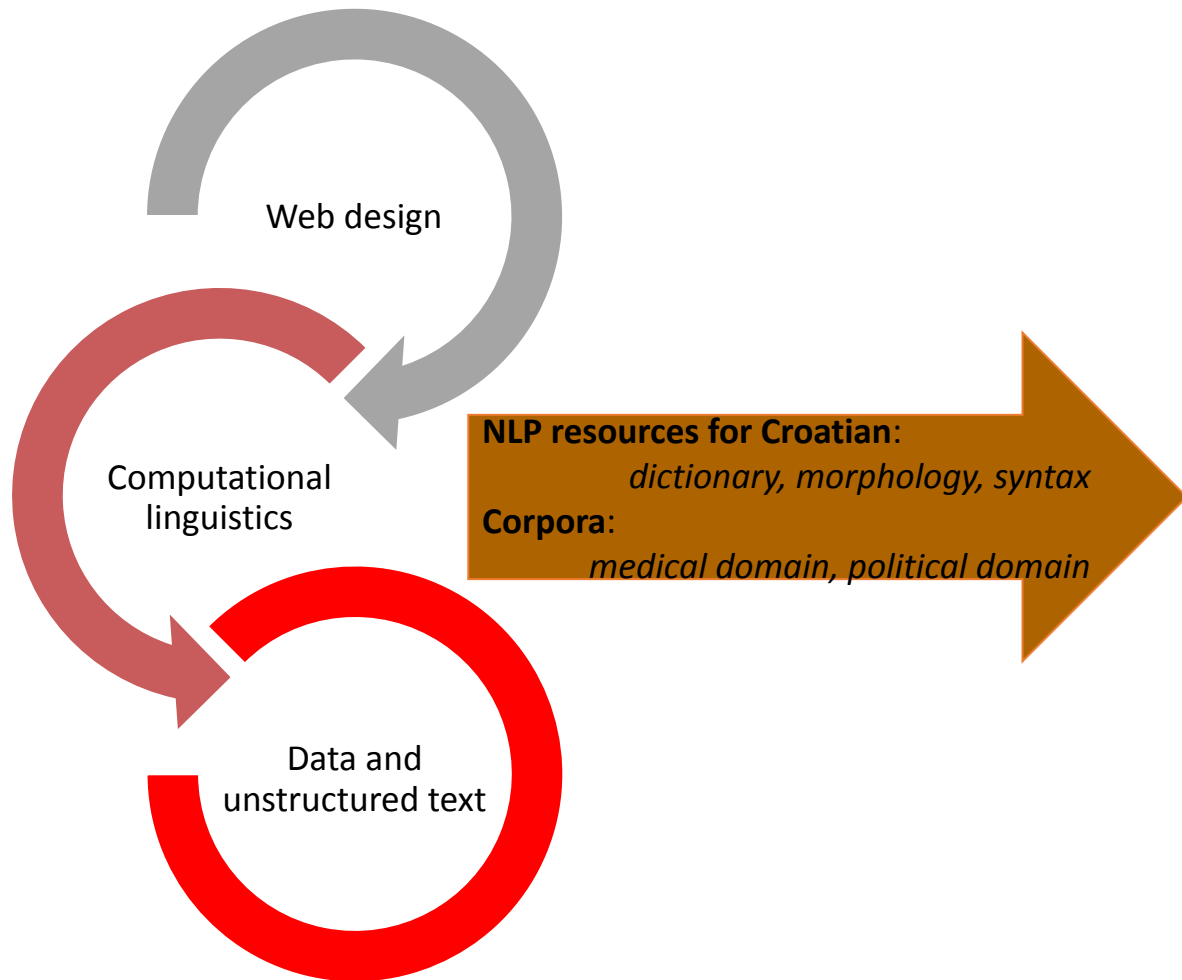 Web design
Computational
linguistics
Data and
unstructured text
NLP resources for Croatian:
dictionary, morphology, syntax
Corpora:
medical domain, political domain